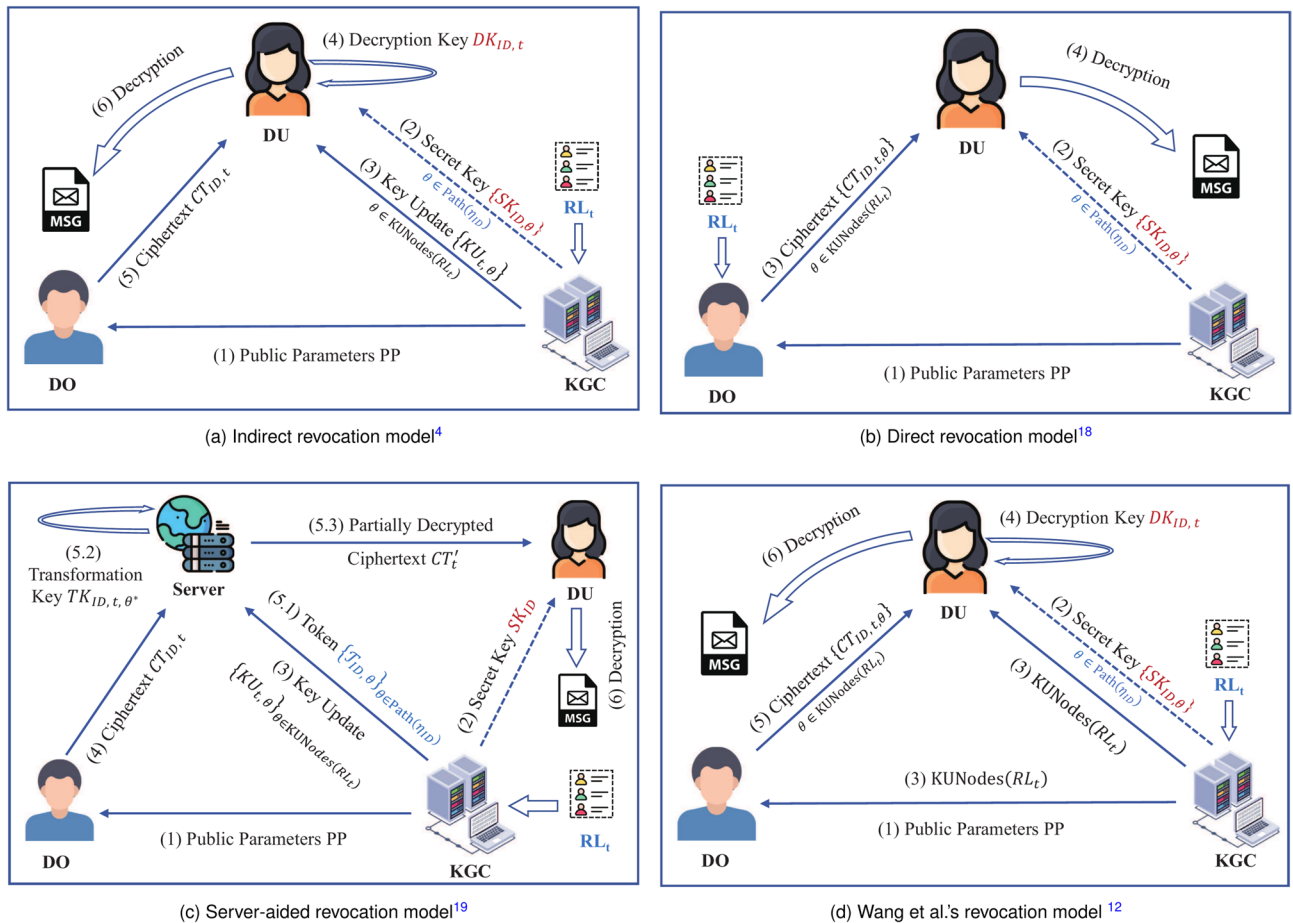 (4) Decryption Key DK_{ID, t}
(6) Decryption
DU
(2) Secret Key {SK_{ID,θ}}
θ ∈ Path(η_{ID})
(3) Key Update {KU_{t, θ}}
θ ∈ KUNodes(RL_t)
RL_t
MSG
(5) Ciphertext CT_{ID, t}
(1) Public Parameters PP
DO
KGC
(a) Indirect revocation model4
(4) Decryption
DU
MSG
(2) Secret Key {SK_{ID,θ}}
θ ∈ Path(η_{ID})
RL_t
(3) Ciphertext {CT_{ID, t,θ}}
θ ∈ KUNodes(RL_t)
(1) Public Parameters PP
DO
KGC
(b) Direct revocation model18
(5.3) Partially Decrypted
Ciphertext CT′_t
(5.2)
Transformation
Key TK_{ID, t, θ*}
Server
DU
(5.1) Token {𝒯_{ID, θ}}_{θ∈Path(η_{ID})}
(3) Key Update
{KU_{t, θ}}_{θ∈KUNodes(RL_t)}
(2) Secret Key SK_{ID}
(6) Decryption
MSG
(4) Ciphertext CT_{ID, t}
(1) Public Parameters PP
RL_t
DO
KGC
(c) Server-aided revocation model19
(4) Decryption Key DK_{ID, t}
(6) Decryption
DU
(2) Secret Key {SK_{ID,θ}}
θ ∈ Path(η_{ID})
(3) KUNodes(RL_t)
RL_t
MSG
(5) Ciphertext {CT_{ID, t,θ}}
θ ∈ KUNodes(RL_t)
(3) KUNodes(RL_t)
(1) Public Parameters PP
DO
KGC
(d) Wang et al.'s revocation model 12